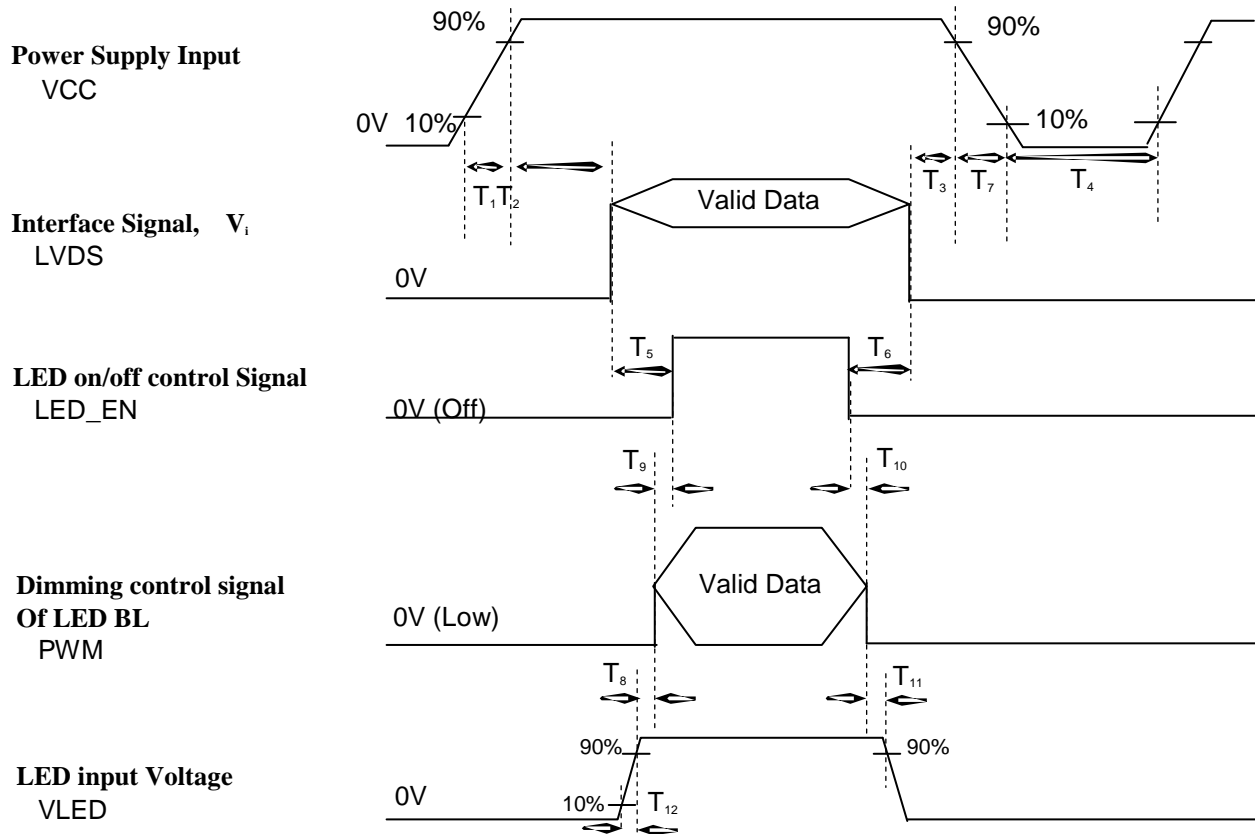 90%
90%
Power Supply Input
VCC
0V 10%
10%
T₁ T₂
T₃
T₇
T₄
Valid Data
Interface Signal, Vᵢ
LVDS
0V
T₅
T₆
LED on/off control Signal
LED_EN
0V (Off)
T₉
T₁₀
Dimming control signal
Of LED BL
PWM
Valid Data
0V (Low)
T₈
T₁₁
90%
90%
LED input Voltage
VLED
0V
10%
T₁₂